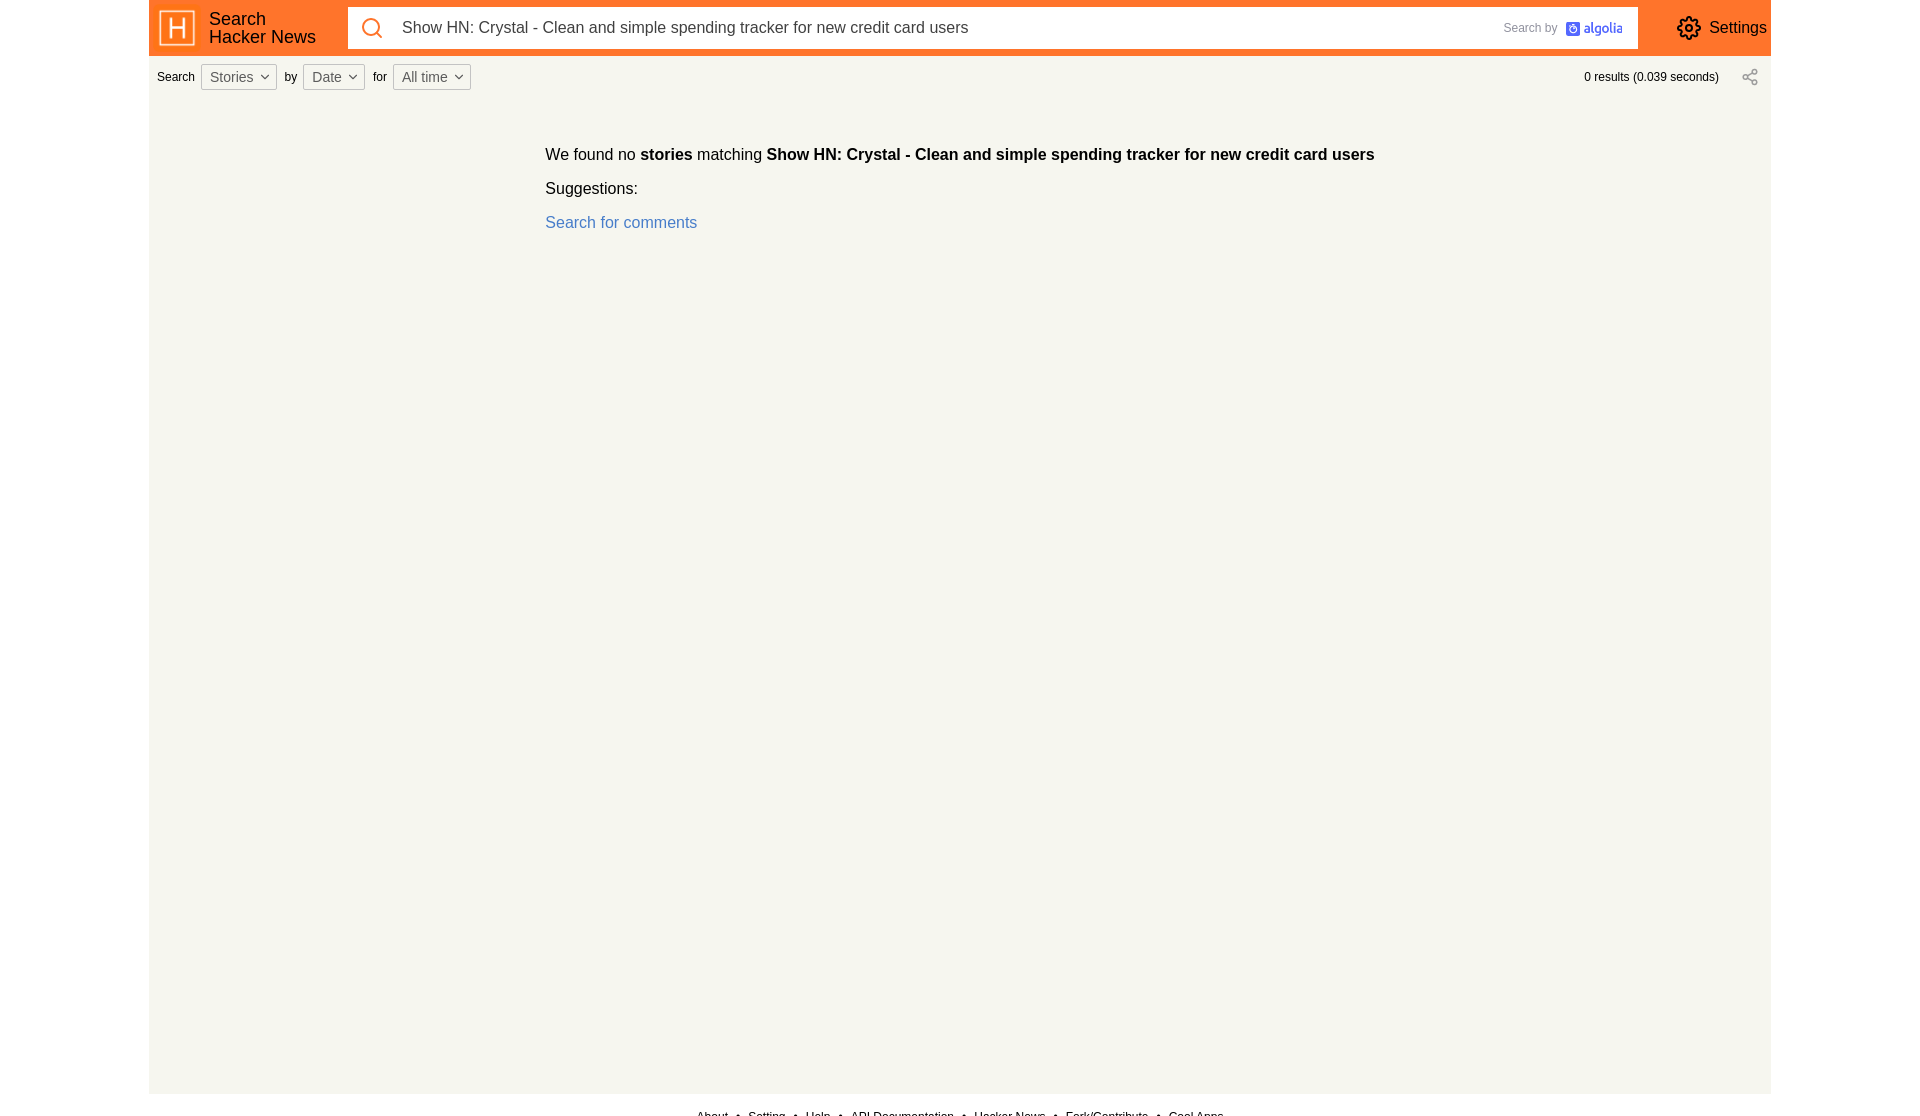 Search
Hacker News
Show HN: Crystal - Clean and simple spending tracker for new credit card users
Search by algolia
Settings
Search Stories by Date for All time
0 results (0.039 seconds)
We found no stories matching Show HN: Crystal - Clean and simple spending tracker for new credit card users
Suggestions:
Search for comments
About • Setting • Help • API Documentation • Hacker News • Fork/Contribute • Cool Apps